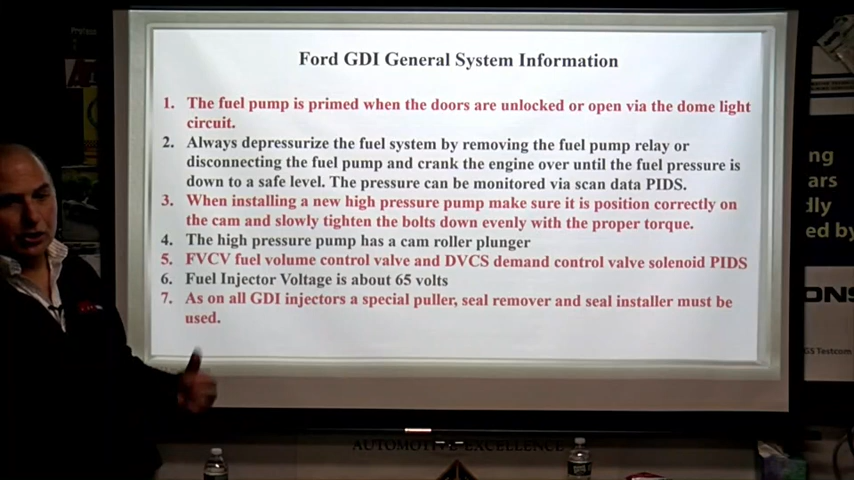 Ford GDI General System Information
1. The fuel pump is primed when the doors are unlocked or open via the dome light
circuit.
2. Always depressurize the fuel system by removing the fuel pump relay or
disconnecting the fuel pump and crank the engine over until the fuel pressure is
down to a safe level. The pressure can be monitored via scan data PIDS.
3. When installing a new high pressure pump make sure it is position correctly on
the cam and slowly tighten the bolts down evenly with the proper torque.
4. The high pressure pump has a cam roller plunger
5. FVCV fuel volume control valve and DVCS demand control valve solenoid PIDS
6. Fuel Injector Voltage is about 65 volts
7. As on all GDI injectors a special puller, seal remover and seal installer must be
used.
ng
ars
dly
ed by
ONS
GS Testcom
AUTOMOTIVE EXCELLENCE